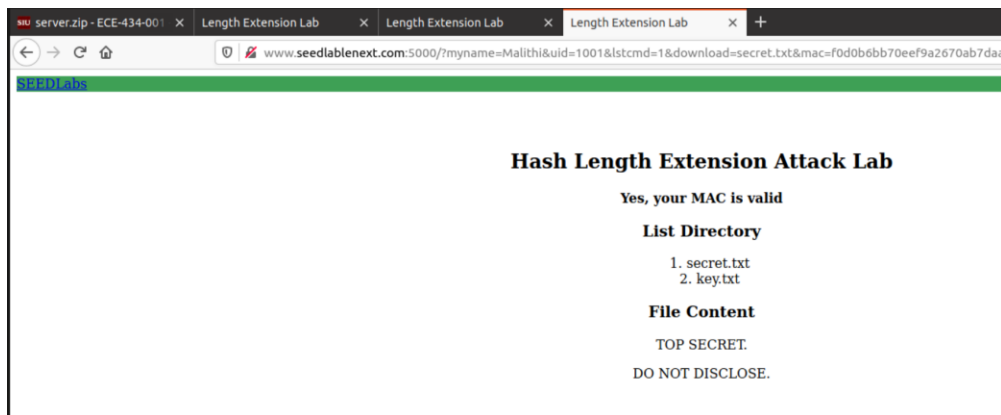 SIU server.zip - ECE-434-001 × Length Extension Lab × Length Extension Lab × Length Extension Lab × +
www.seedlablenext.com:5000/?myname=Malithi&uid=1001&lstcmd=1&download=secret.txt&mac=f0d0b6bb70eef9a2670ab7daa
SEEDLabs
Hash Length Extension Attack Lab
Yes, your MAC is valid
List Directory
1. secret.txt
2. key.txt
File Content
TOP SECRET.
DO NOT DISCLOSE.